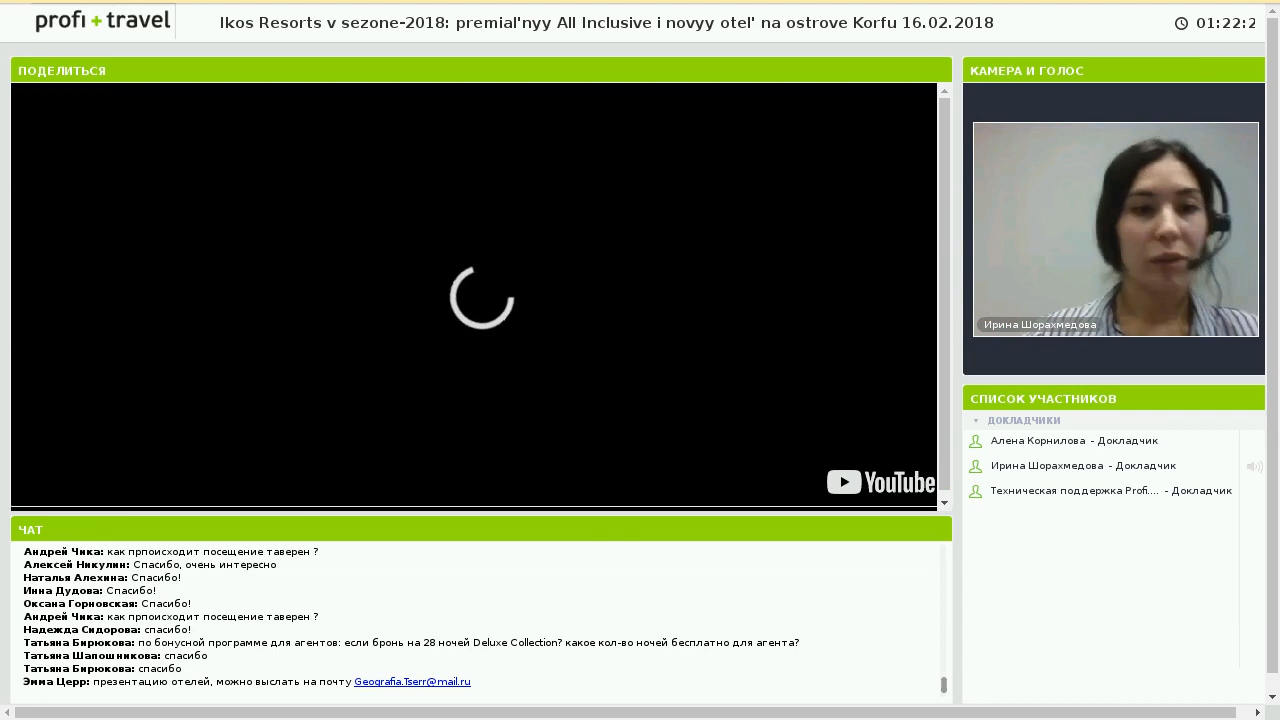 profi + travel
Ikos Resorts v sezone-2018: premial'nyy All Inclusive i novyy otel' na ostrove Korfu 16.02.2018
01:22:2
ПОДЕЛИТЬСЯ
YouTube
КАМЕРА И ГОЛОС
Ирина Шорахмедова
СПИСОК УЧАСТНИКОВ
ДОКЛАДЧИКИ
Алена Корнилова - Докладчик
Ирина Шорахмедова - Докладчик
Техническая поддержка Profi.... - Докладчик
ЧАТ
Андрей Чика: как прпоисходит посещение таверен ?
Алексей Никулин: Спасибо, очень интересно
Наталья Алехина: Спасибо!
Инна Дудова: Спасибо!
Оксана Горновская: Спасибо!
Андрей Чика: как прпоисходит посещение таверен ?
Надежда Сидорова: спасибо!
Татьяна Бирюкова: по бонусной программе для агентов: если бронь на 28 ночей Deluxe Collection? какое кол-во ночей бесплатно для агента?
Татьяна Шапошникова: спасибо
Татьяна Бирюкова: спасибо
Эмма Церр: презентацию отелей, можно выслать на почту Geografia.Tserr@mail.ru